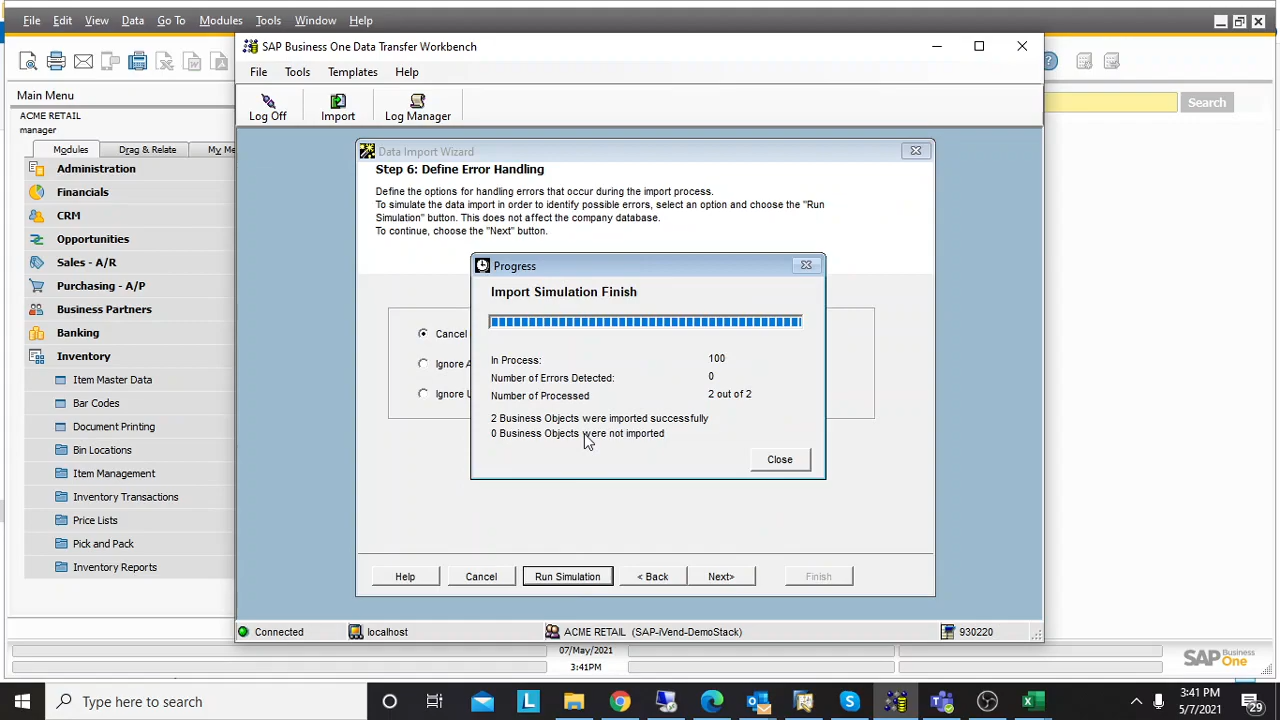 File Edit View Data Go To Modules Tools Window Help
SAP Business One Data Transfer Workbench
File Tools Templates Help
Log Off Import Log Manager
Search
Main Menu
ACME RETAIL
manager
Modules Drag & Relate My Me
Administration
Financials
CRM
Opportunities
Sales - A/R
Purchasing - A/P
Business Partners
Banking
Inventory
Item Master Data
Bar Codes
Document Printing
Bin Locations
Item Management
Inventory Transactions
Price Lists
Pick and Pack
Inventory Reports
Data Import Wizard
Step 6: Define Error Handling
Define the options for handling errors that occur during the import process.
To simulate the data import in order to identify possible errors, select an option and choose the "Run
Simulation" button. This does not affect the company database.
To continue, choose the "Next" button.
Cancel
Ignore A
Ignore U
Progress
Import Simulation Finish
In Process: 100
Number of Errors Detected: 0
Number of Processed 2 out of 2
2 Business Objects were imported successfully
0 Business Objects were not imported
Close
Help Cancel Run Simulation < Back Next> Finish
Connected localhost ACME RETAIL (SAP-iVend-DemoStack) 930220
07/May/2021
3:41PM
SAP Business One
Type here to search
3:41 PM
5/7/2021
29